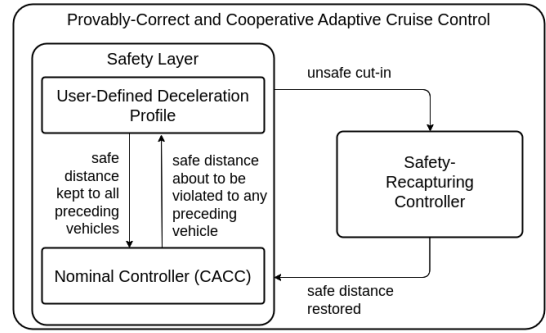 Provably-Correct and Cooperative Adaptive Cruise Control
Safety Layer
User-Defined Deceleration
Profile
safe
distance
kept to all
preceding
vehicles
safe distance
about to be
violated to any
preceding
vehicle
Nominal Controller (CACC)
unsafe cut-in
Safety-
Recapturing
Controller
safe distance
restored